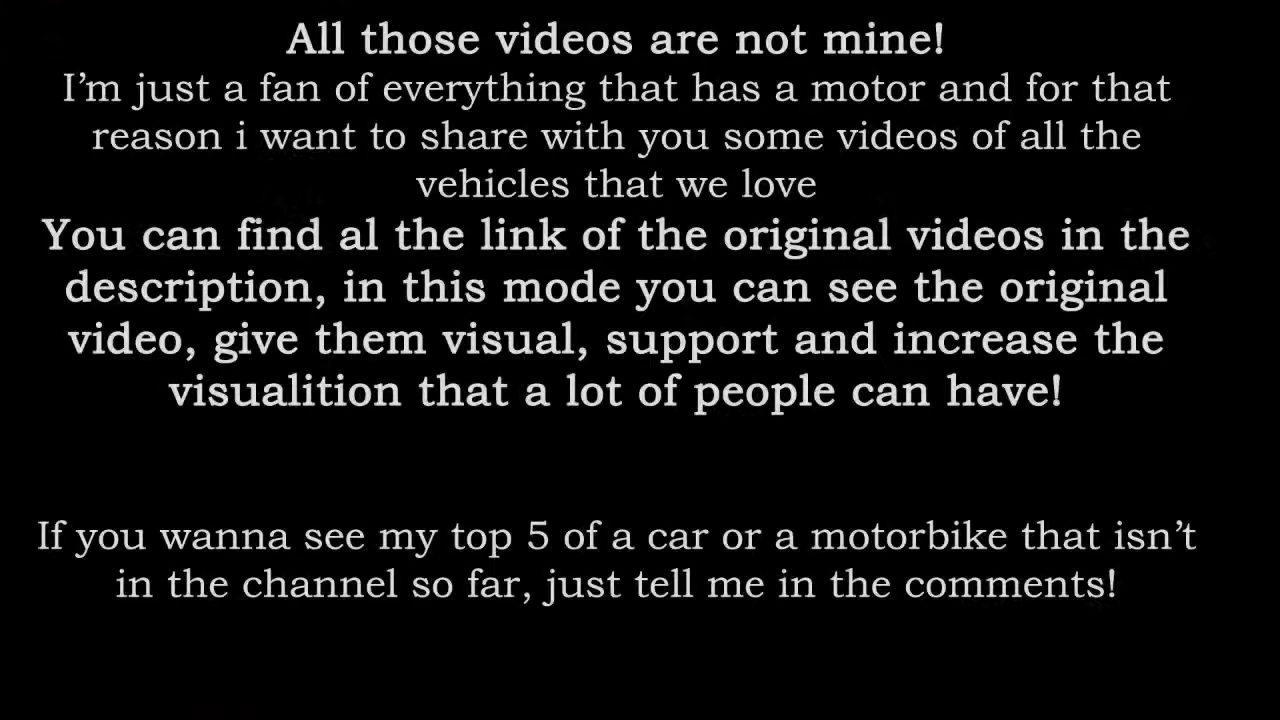 All those videos are not mine!
I'm just a fan of everything that has a motor and for that
reason i want to share with you some videos of all the
vehicles that we love
You can find al the link of the original videos in the
description, in this mode you can see the original
video, give them visual, support and increase the
visualition that a lot of people can have!
If you wanna see my top 5 of a car or a motorbike that isn't
in the channel so far, just tell me in the comments!